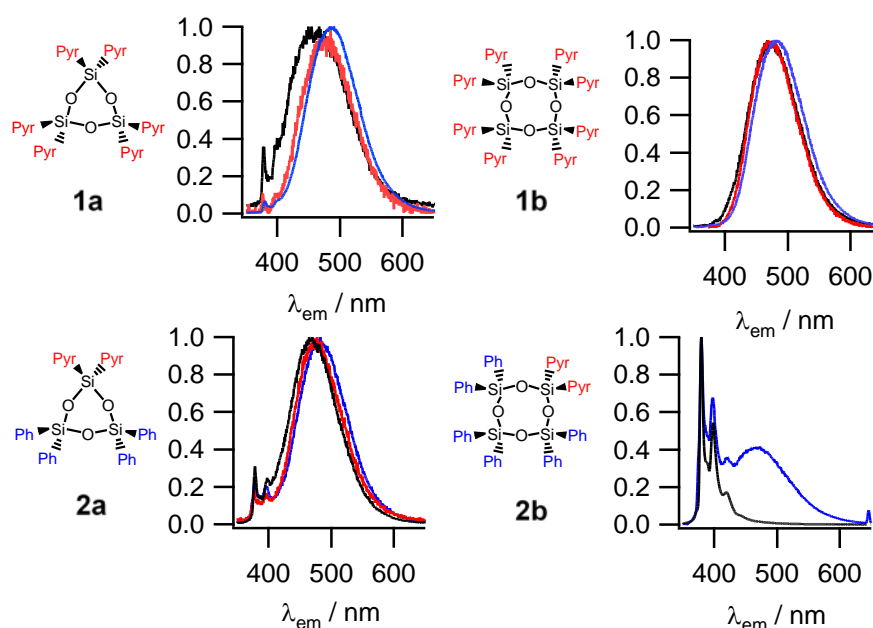 Pyr Pyr
Si
O O
Pyr Si O Si Pyr
Pyr Pyr
1a
1.0
0.8
0.6
0.4
0.2
0.0
400 500 600
λem / nm
Pyr Pyr
Pyr Si O Si Pyr
O O
Pyr Si O Si Pyr
Pyr Pyr
1b
1.0
0.8
0.6
0.4
0.2
0.0
400 500 600
λem / nm
Pyr Pyr
Si
O O
Ph Si O Si Ph
Ph Ph
2a
1.0
0.8
0.6
0.4
0.2
0.0
400 500 600
λem / nm
Ph Pyr
Ph Si O Si Pyr
O O
Ph Si O Si Ph
Ph Ph
2b
1.0
0.8
0.6
0.4
0.2
0.0
400 500 600
λem / nm